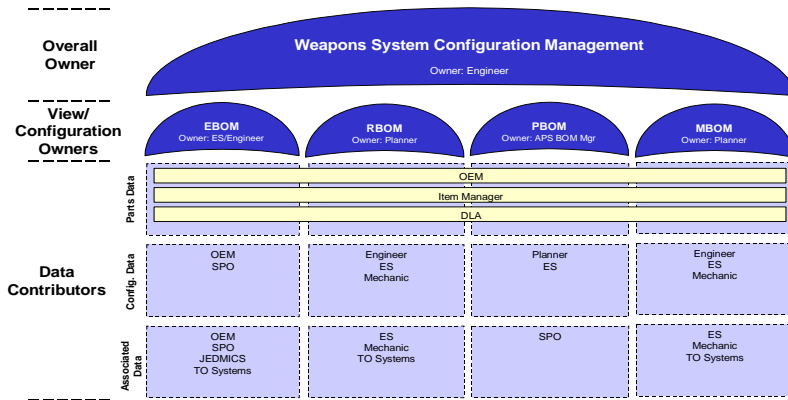 Overall
Owner
Weapons System Configuration Management
Owner: Engineer
View/
Configuration
Owners
EBOM
Owner: ES/Engineer
RBOM
Owner: Planner
PBOM
Owner: APS BOM Mgr
MBOM
Owner: Planner
Data
Contributors
Parts Data
OEM
Item Manager
DLA
Config. Data
OEM
SPO
Engineer
ES
Mechanic
Planner
ES
Engineer
ES
Mechanic
Associated
Data
OEM
SPO
JEDMICS
TO Systems
ES
Mechanic
TO Systems
SPO
ES
Mechanic
TO Systems